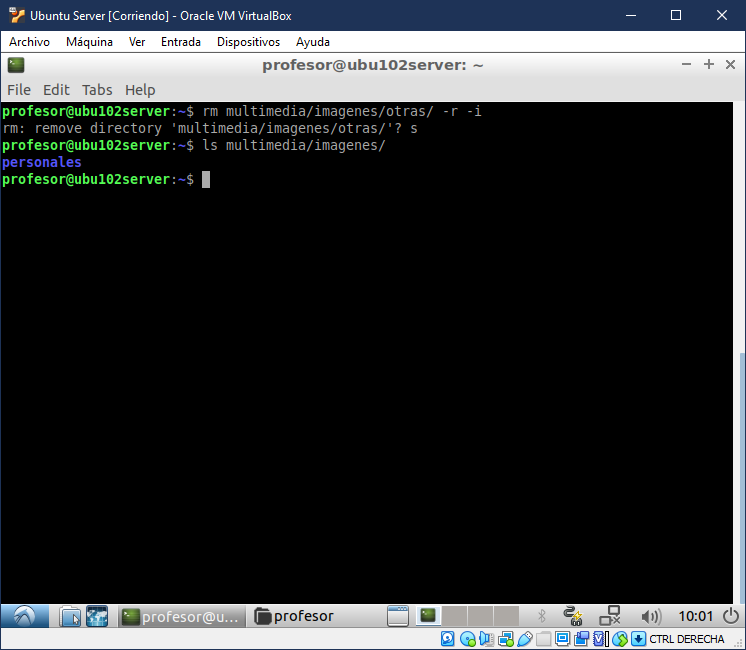 Ubuntu Server [Corriendo] - Oracle VM VirtualBox
Archivo Máquina Ver Entrada Dispositivos Ayuda
profesor@ubu102server: ~
File Edit Tabs Help
profesor@ubu102server:~$ rm multimedia/imagenes/otras/ -r -i
rm: remove directory 'multimedia/imagenes/otras/'? s
profesor@ubu102server:~$ ls multimedia/imagenes/
personales
profesor@ubu102server:~$
profesor@u... profesor 10:01
CTRL DERECHA